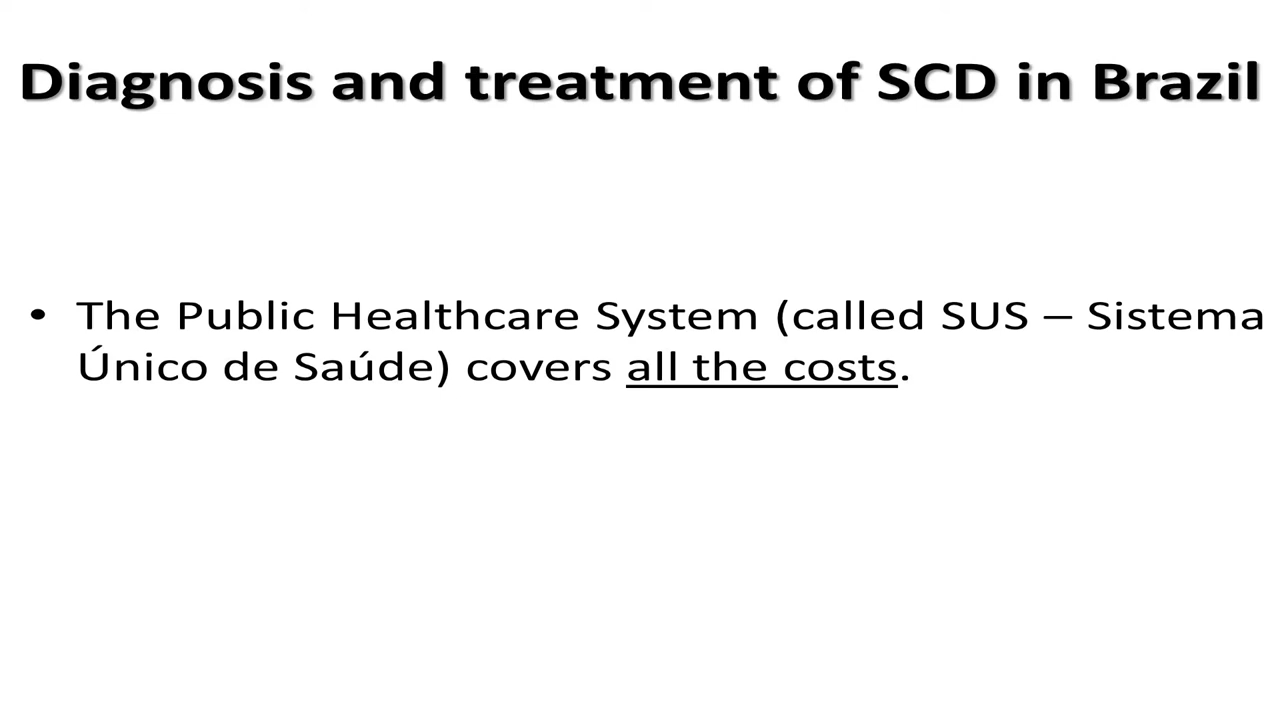 Diagnosis and treatment of SCD in Brazil
• The Public Healthcare System (called SUS – Sistema
Único de Saúde) covers all the costs.